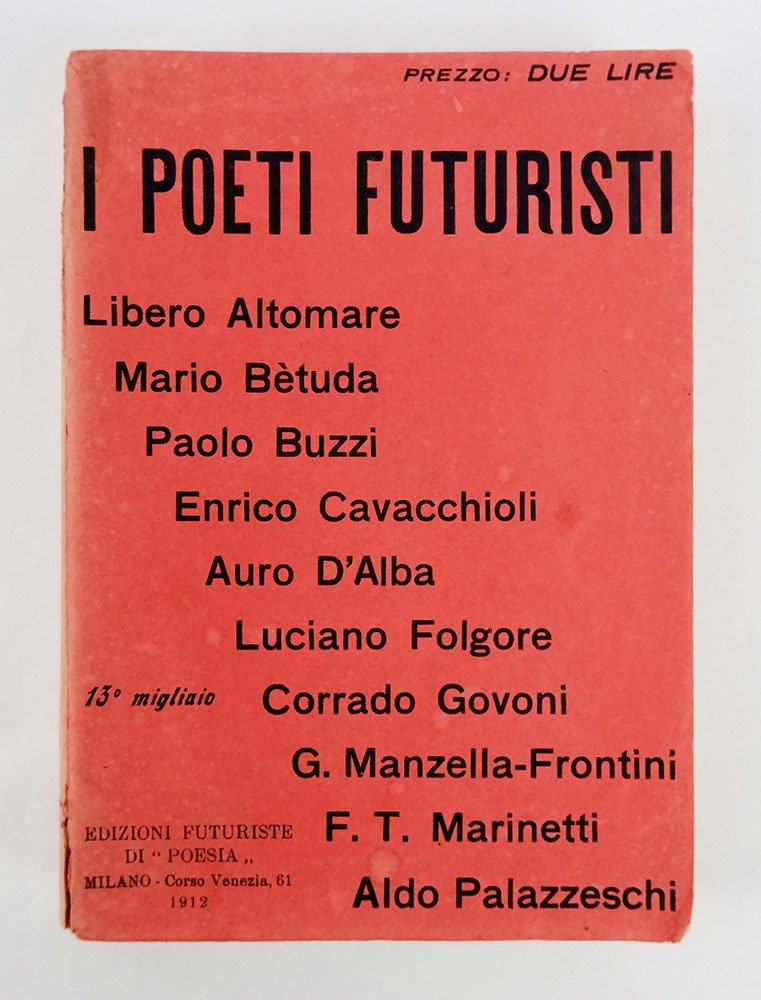 PREZZO: DUE LIRE
I POETI FUTURISTI
Libero Altomare
Mario Bètuda
Paolo Buzzi
Enrico Cavacchioli
Auro D'Alba
Luciano Folgore
13º migliaio
Corrado Govoni
G. Manzella-Frontini
F. T. Marinetti
Aldo Palazzeschi
EDIZIONI FUTURISTE
DI “ POESIA „
MILANO - Corso Venezia, 61
1912